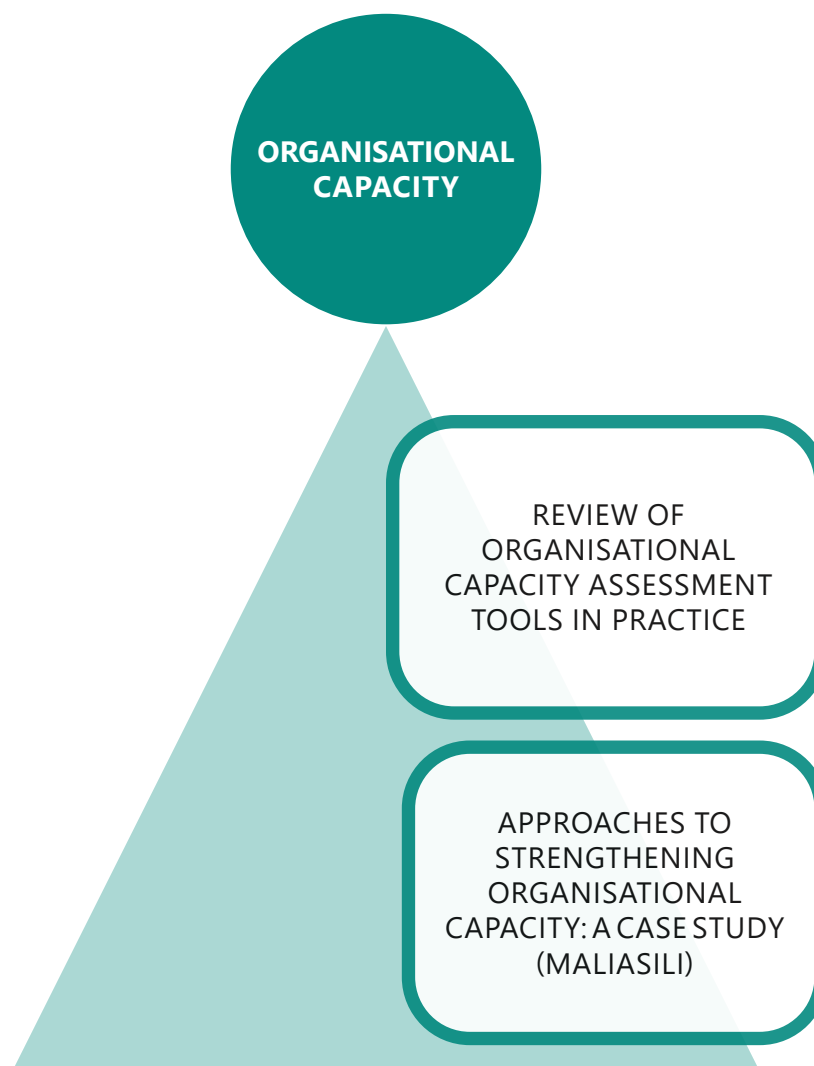 ORGANISATIONAL
CAPACITY
REVIEW OF
ORGANISATIONAL
CAPACITY ASSESSMENT
TOOLS IN PRACTICE
APPROACHES TO
STRENGTHENING
ORGANISATIONAL
CAPACITY: A CASE STUDY
(MALIASILI)